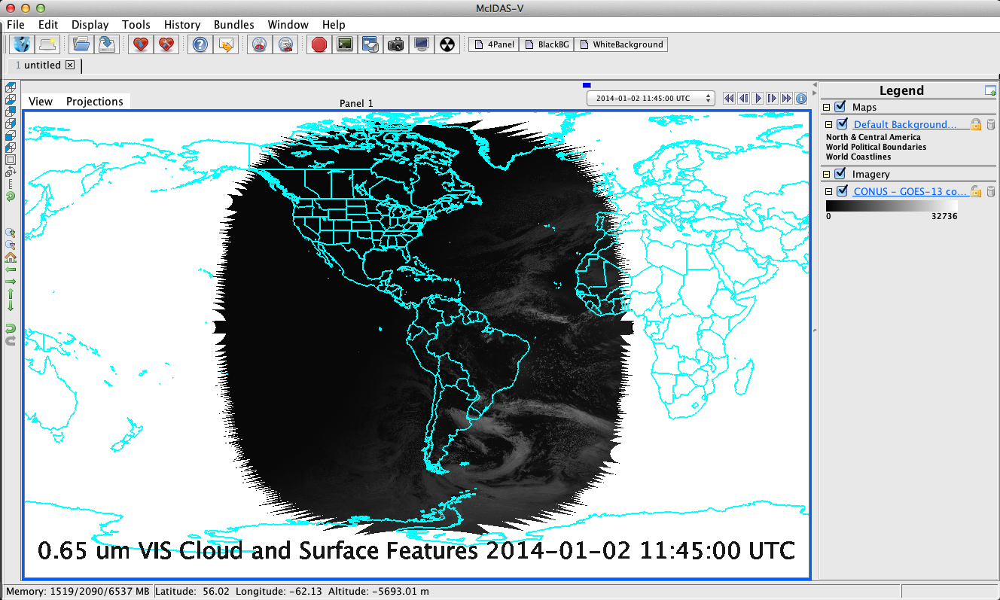 McIDAS-V
File Edit Display Tools History Bundles Window Help
4Panel BlackBG WhiteBackground
1 untitled
View Projections
Panel 1
2014-01-02 11:45:00 UTC
Legend
Maps
Default Background...
North & Central America
World Political Boundaries
World Coastlines
Imagery
CONUS - GOES-13 co...
0 32736
0.65 um VIS Cloud and Surface Features 2014-01-02 11:45:00 UTC
Memory: 1519/2090/6537 MB Latitude: 56.02 Longitude: -62.13 Altitude: -5693.01 m